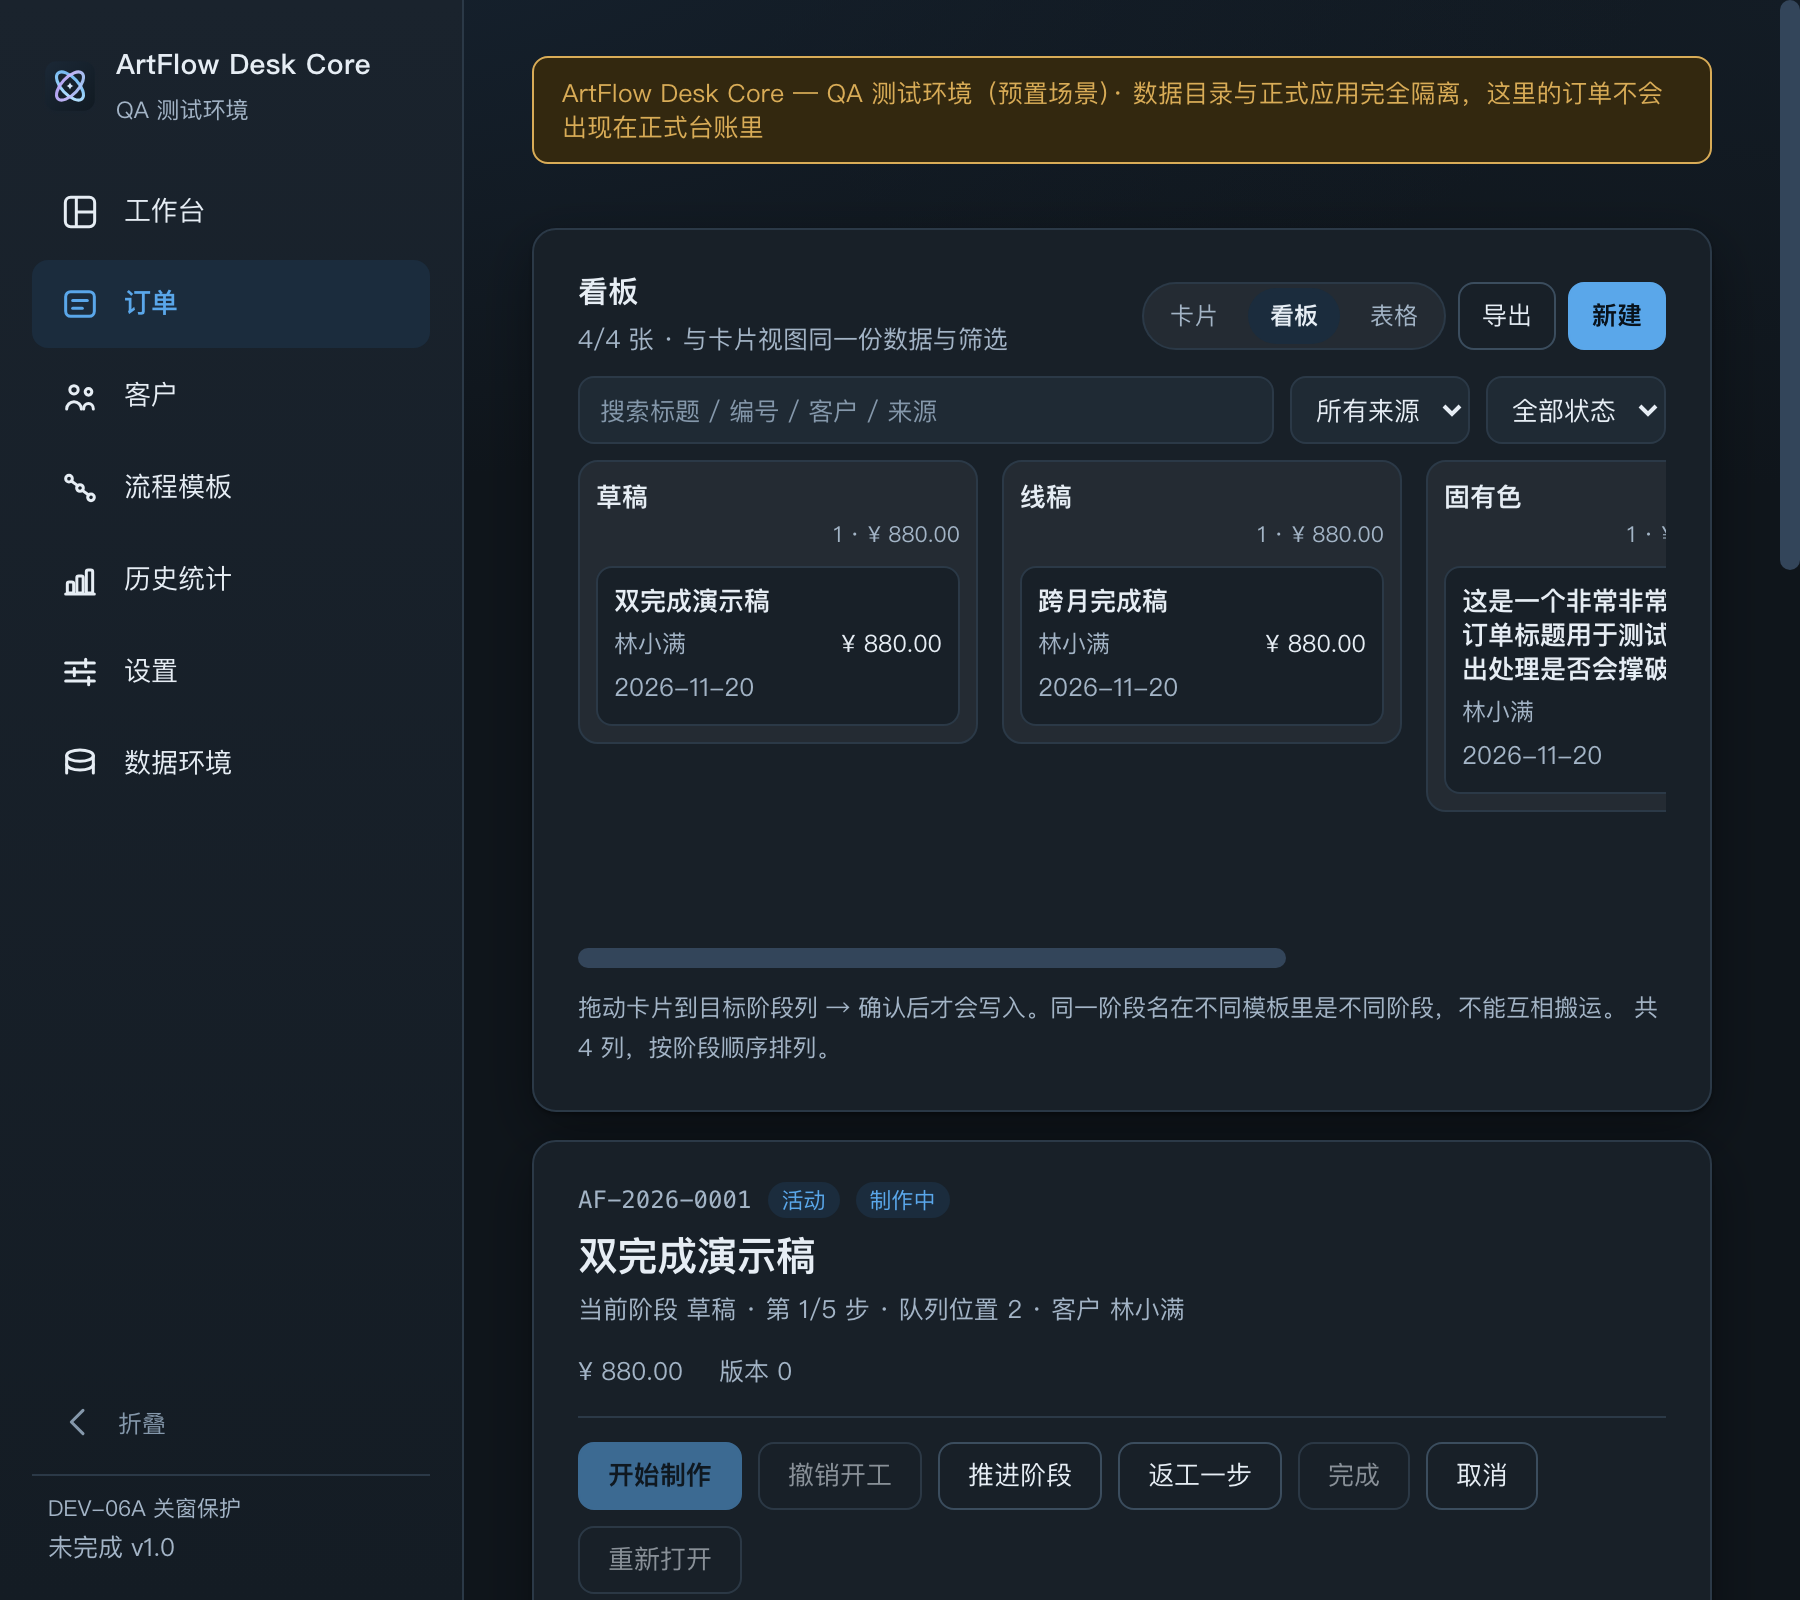 ArtFlow Desk Core
QA 测试环境
工作台
订单
客户
流程模板
历史统计
设置
数据环境
折叠
DEV-06A 关窗保护
未完成 v1.0
ArtFlow Desk Core — QA 测试环境（预置场景）· 数据目录与正式应用完全隔离，这里的订单不会
出现在正式台账里
看板
4/4 张 · 与卡片视图同一份数据与筛选
卡片
看板
表格
导出
新建
搜索标题 / 编号 / 客户 / 来源
所有来源
全部状态
草稿
1 · ¥ 880.00
双完成演示稿
林小满 ¥ 880.00
2026-11-20
线稿
1 · ¥ 880.00
跨月完成稿
林小满 ¥ 880.00
2026-11-20
固有色
1 ·
这是一个非常非常
订单标题用于测试
出处理是否会撑破
林小满
2026-11-20
拖动卡片到目标阶段列 → 确认后才会写入。同一阶段名在不同模板里是不同阶段，不能互相搬运。 共
4 列，按阶段顺序排列。
AF-2026-0001 活动 制作中
双完成演示稿
当前阶段 草稿 · 第 1/5 步 · 队列位置 2 · 客户 林小满
¥ 880.00 版本 0
开始制作
撤销开工
推进阶段
返工一步
完成
取消
重新打开